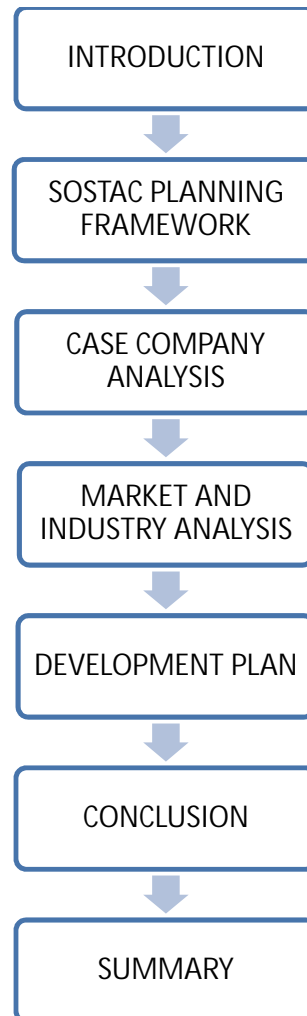 INTRODUCTION
SOSTAC PLANNING
FRAMEWORK
CASE COMPANY
ANALYSIS
MARKET AND
INDUSTRY ANALYSIS
DEVELOPMENT PLAN
CONCLUSION
SUMMARY